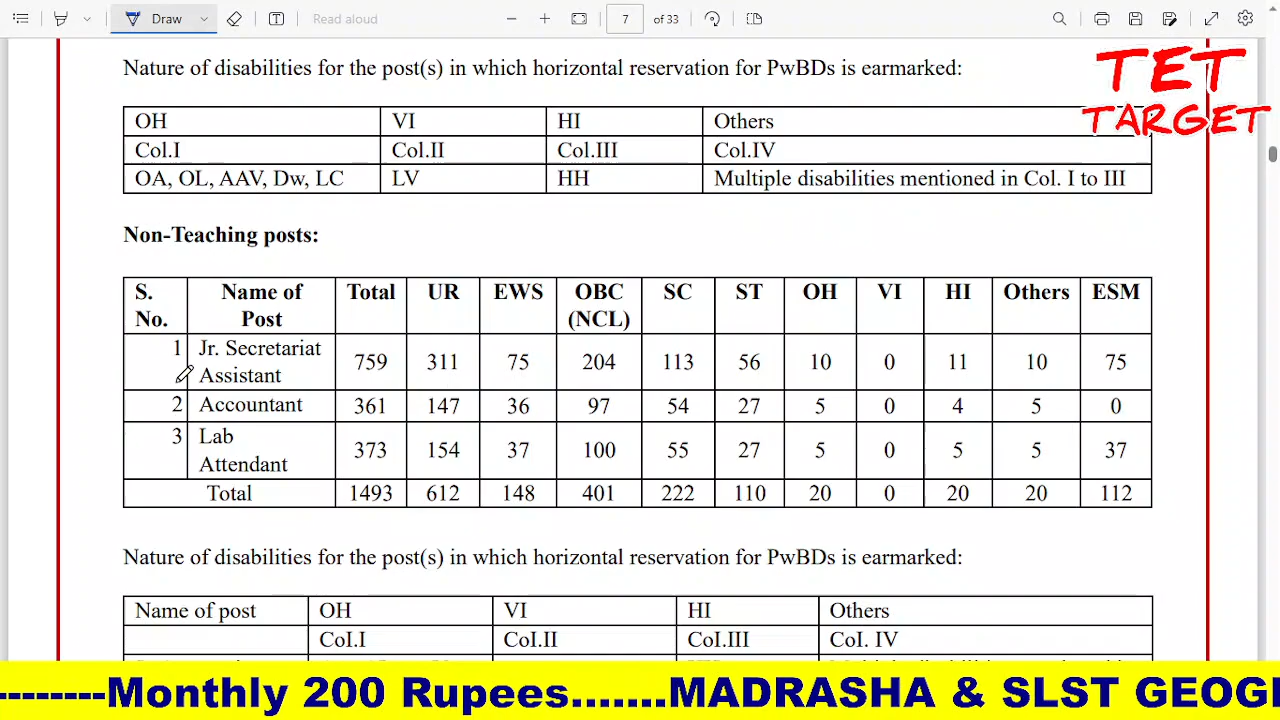 Draw
Read aloud
7
of 33
TET
TARGET
Nature of disabilities for the post(s) in which horizontal reservation for PwBDs is earmarked:
OH VI HI Others
Col.I Col.II Col.III Col.IV
OA, OL, AAV, Dw, LC LV HH Multiple disabilities mentioned in Col. I to III
Non-Teaching posts:
S. No. Name of Post Total UR EWS OBC (NCL) SC ST OH VI HI Others ESM
1 Jr. Secretariat Assistant 759 311 75 204 113 56 10 0 11 10 75
2 Accountant 361 147 36 97 54 27 5 0 4 5 0
3 Lab Attendant 373 154 37 100 55 27 5 0 5 5 37
Total 1493 612 148 401 222 110 20 0 20 20 112
Nature of disabilities for the post(s) in which horizontal reservation for PwBDs is earmarked:
Name of post OH VI HI Others
CoI.I CoI.II CoI.III CoI. IV
--------Monthly 200 Rupees.......MADRASHA & SLST GEOG